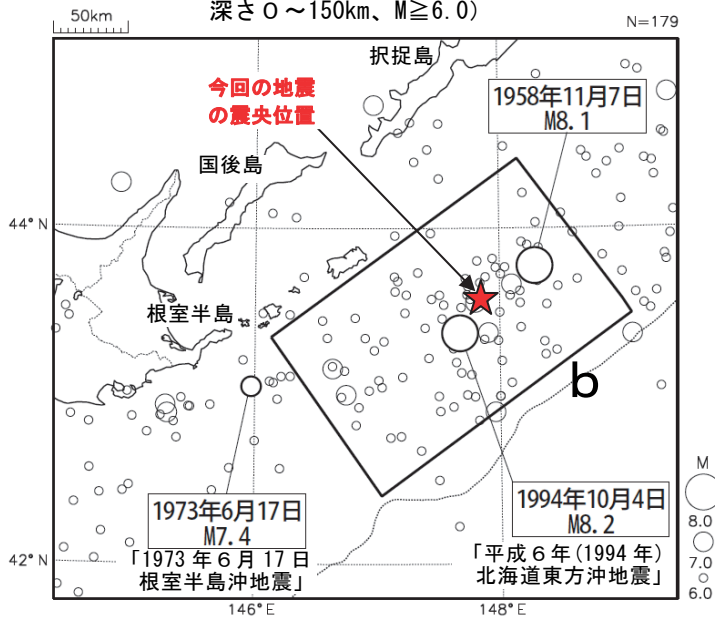 深さ0～150km、M≧6.0)
50km
N=179
択捉島
今回の地震
の震央位置
1958年11月7日
M8.1
国後島
44°N
根室半島
b
M
1973年6月17日
M7.4
1994年10月4日
M8.2
8.0
「1973年6月17日
根室半島沖地震」
「平成6年(1994年)
北海道東方沖地震」
7.0
42°N
6.0
146°E
148°E